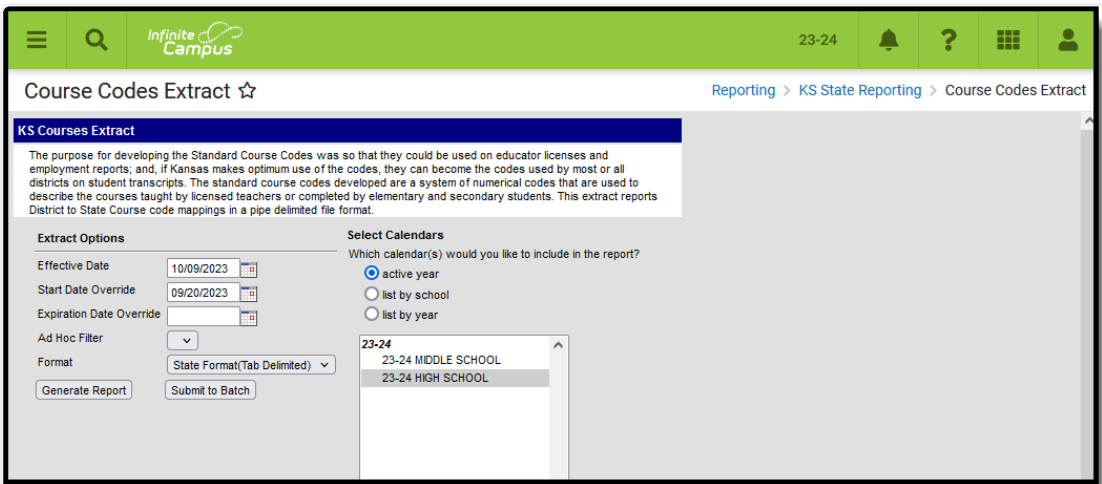 Infinite Campus
23-24
?
Course Codes Extract
Reporting > KS State Reporting > Course Codes Extract
KS Courses Extract
The purpose for developing the Standard Course Codes was so that they could be used on educator licenses and
employment reports; and, if Kansas makes optimum use of the codes, they can become the codes used by most or all
districts on student transcripts. The standard course codes developed are a system of numerical codes that are used to
describe the courses taught by licensed teachers or completed by elementary and secondary students. This extract reports
District to State Course code mappings in a pipe delimited file format.
Extract Options
Effective Date 10/09/2023
Start Date Override 09/20/2023
Expiration Date Override
Ad Hoc Filter
Format State Format(Tab Delimited)
Generate Report Submit to Batch
Select Calendars
Which calendar(s) would you like to include in the report?
active year
list by school
list by year
23-24
23-24 MIDDLE SCHOOL
23-24 HIGH SCHOOL